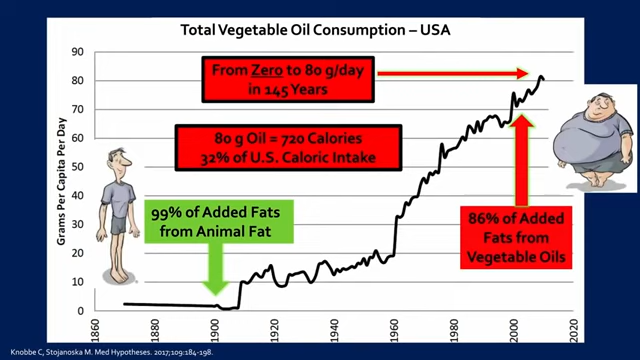 Total Vegetable Oil Consumption – USA
From Zero to 80 g/day
in 145 Years
80 g Oil = 720 Calories
32% of U.S. Caloric Intake
99% of Added Fats
from Animal Fat
86% of Added
Fats from
Vegetable Oils
Grams Per Capita Per Day
90
80
70
60
50
40
30
20
10
0
1860
1880
1900
1920
1940
1960
1980
2000
2020
Knobbe C, Stojanoska M. Med Hypotheses. 2017;109:184-198.